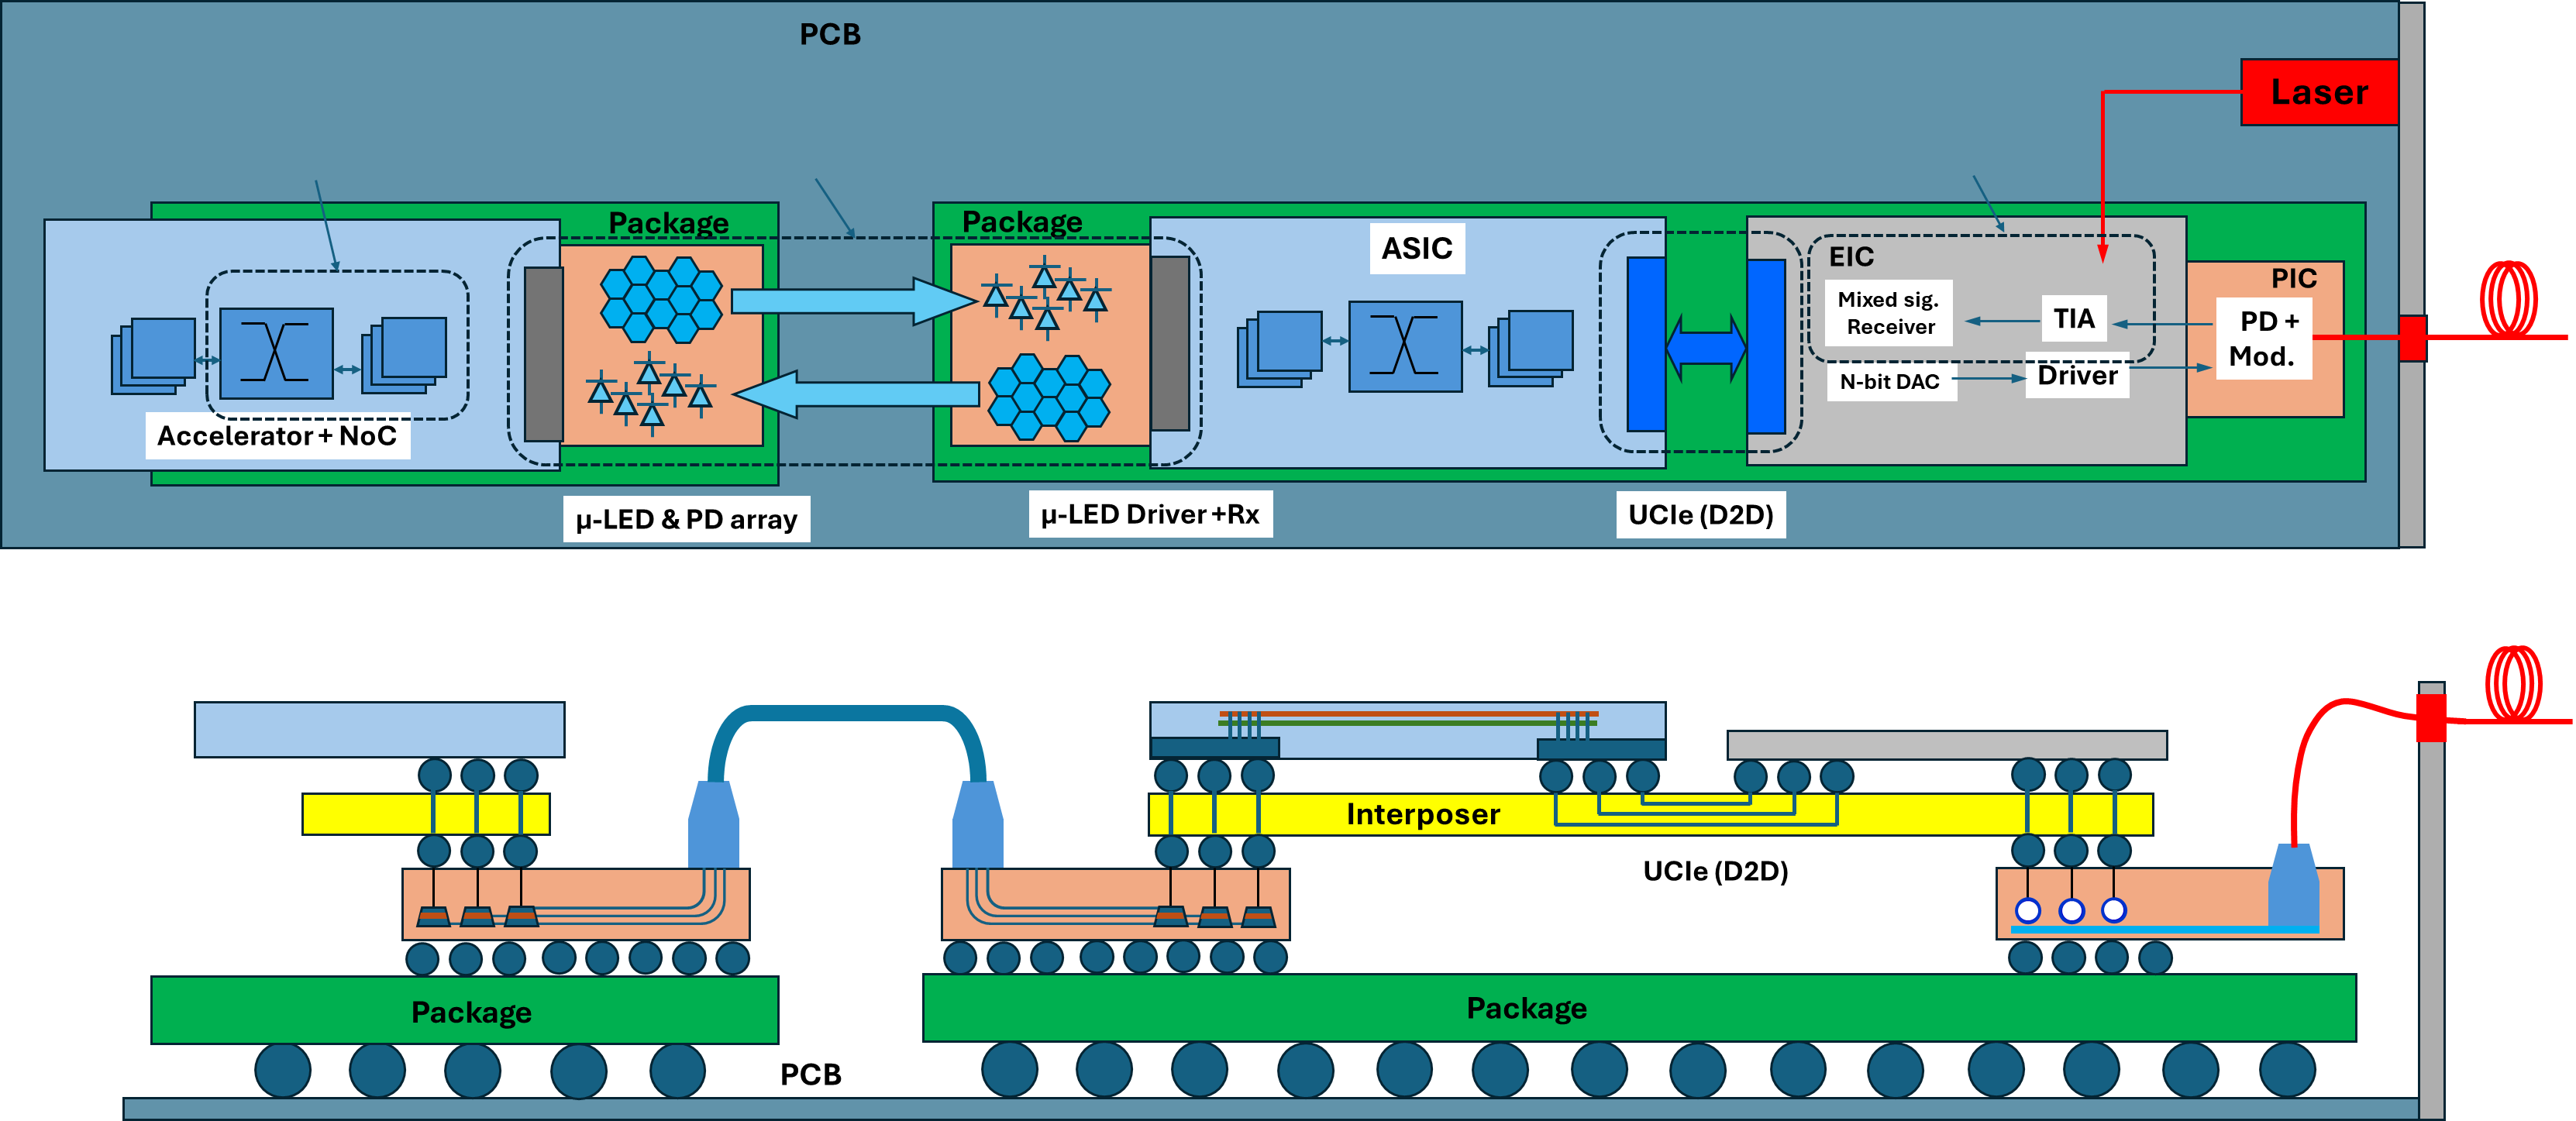 PCB
Laser
Package
Package
ASIC
EIC
PIC
Mixed sig.
Receiver
TIA
PD +
Mod.
N-bit DAC
Driver
Accelerator + NoC
µ-LED & PD array
µ-LED Driver +Rx
UCIe (D2D)
Interposer
UCIe (D2D)
Package
Package
PCB